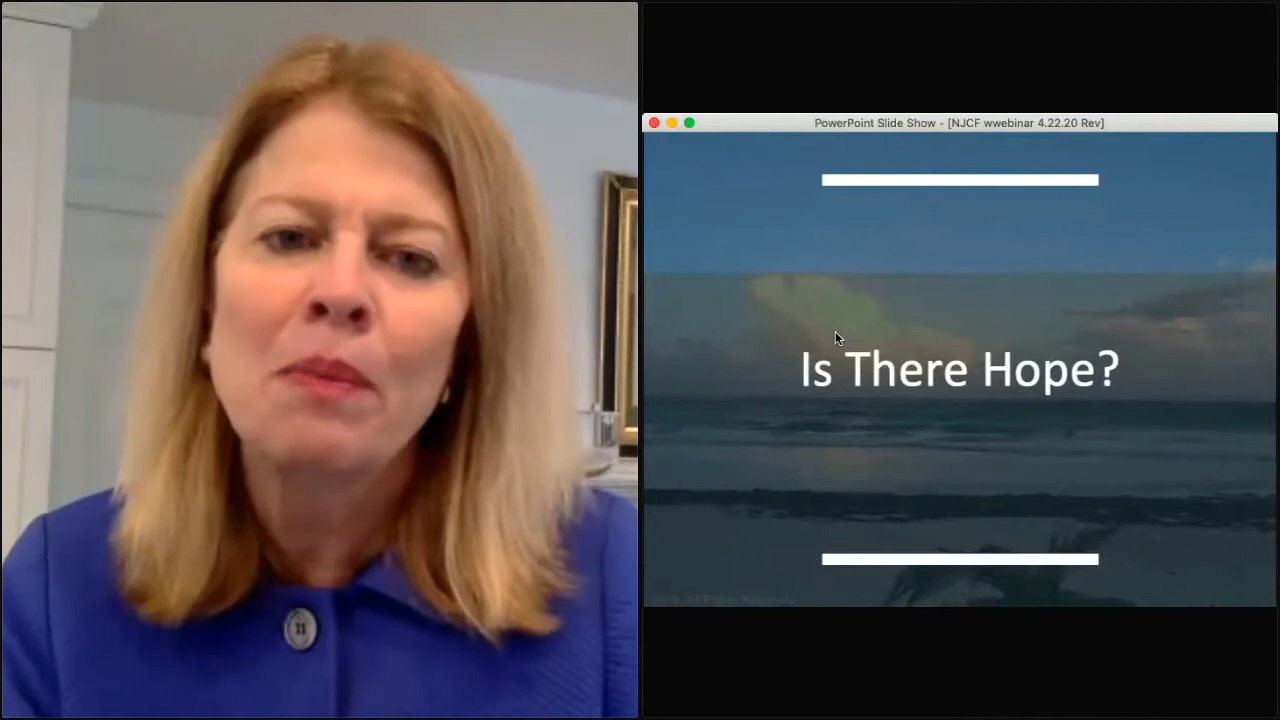 PowerPoint Slide Show - [NJCF wwebinar 4.22.20 Rev]
Is There Hope?